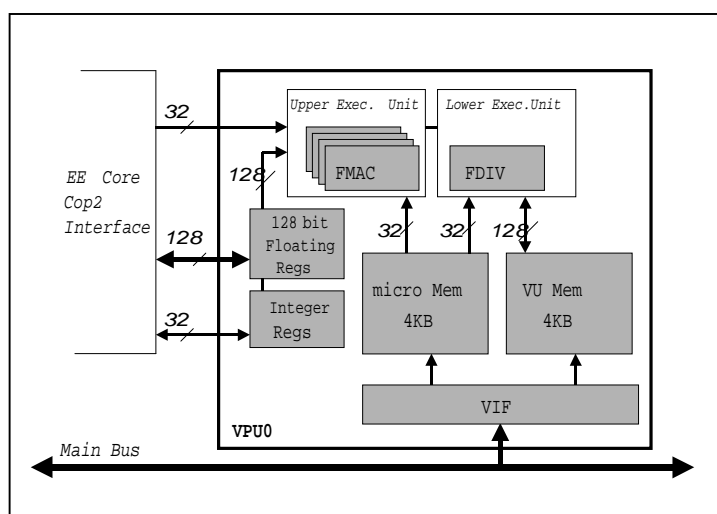 32
Upper Exec. Unit
Lower Exec.Unit
FMAC
FDIV
EE Core
Cop2
Interface
128
128
128 bit
Floating
Regs
32
32
128
micro Mem
4KB
VU Mem
4KB
32
Integer
Regs
VIF
VPU0
Main Bus